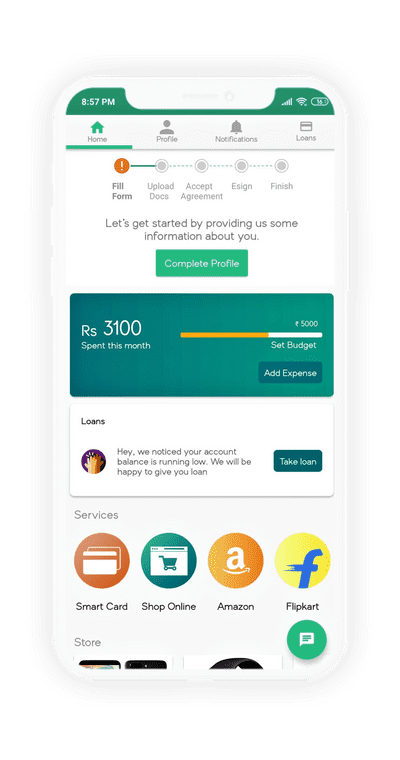 8:57 PM
16
Home
Profile
Notifications
Loans
Fill
Form
Upload
Docs
Accept
Agreement
Esign
Finish
Let's get started by providing us some
information about you.
Complete Profile
Rs 3100
Spent this month
₹ 5000
Set Budget
Add Expense
Loans
Hey, we noticed your account
balance is running low. We will be
happy to give you loan
Take loan
Services
Smart Card
Shop Online
Amazon
Flipkart
Store